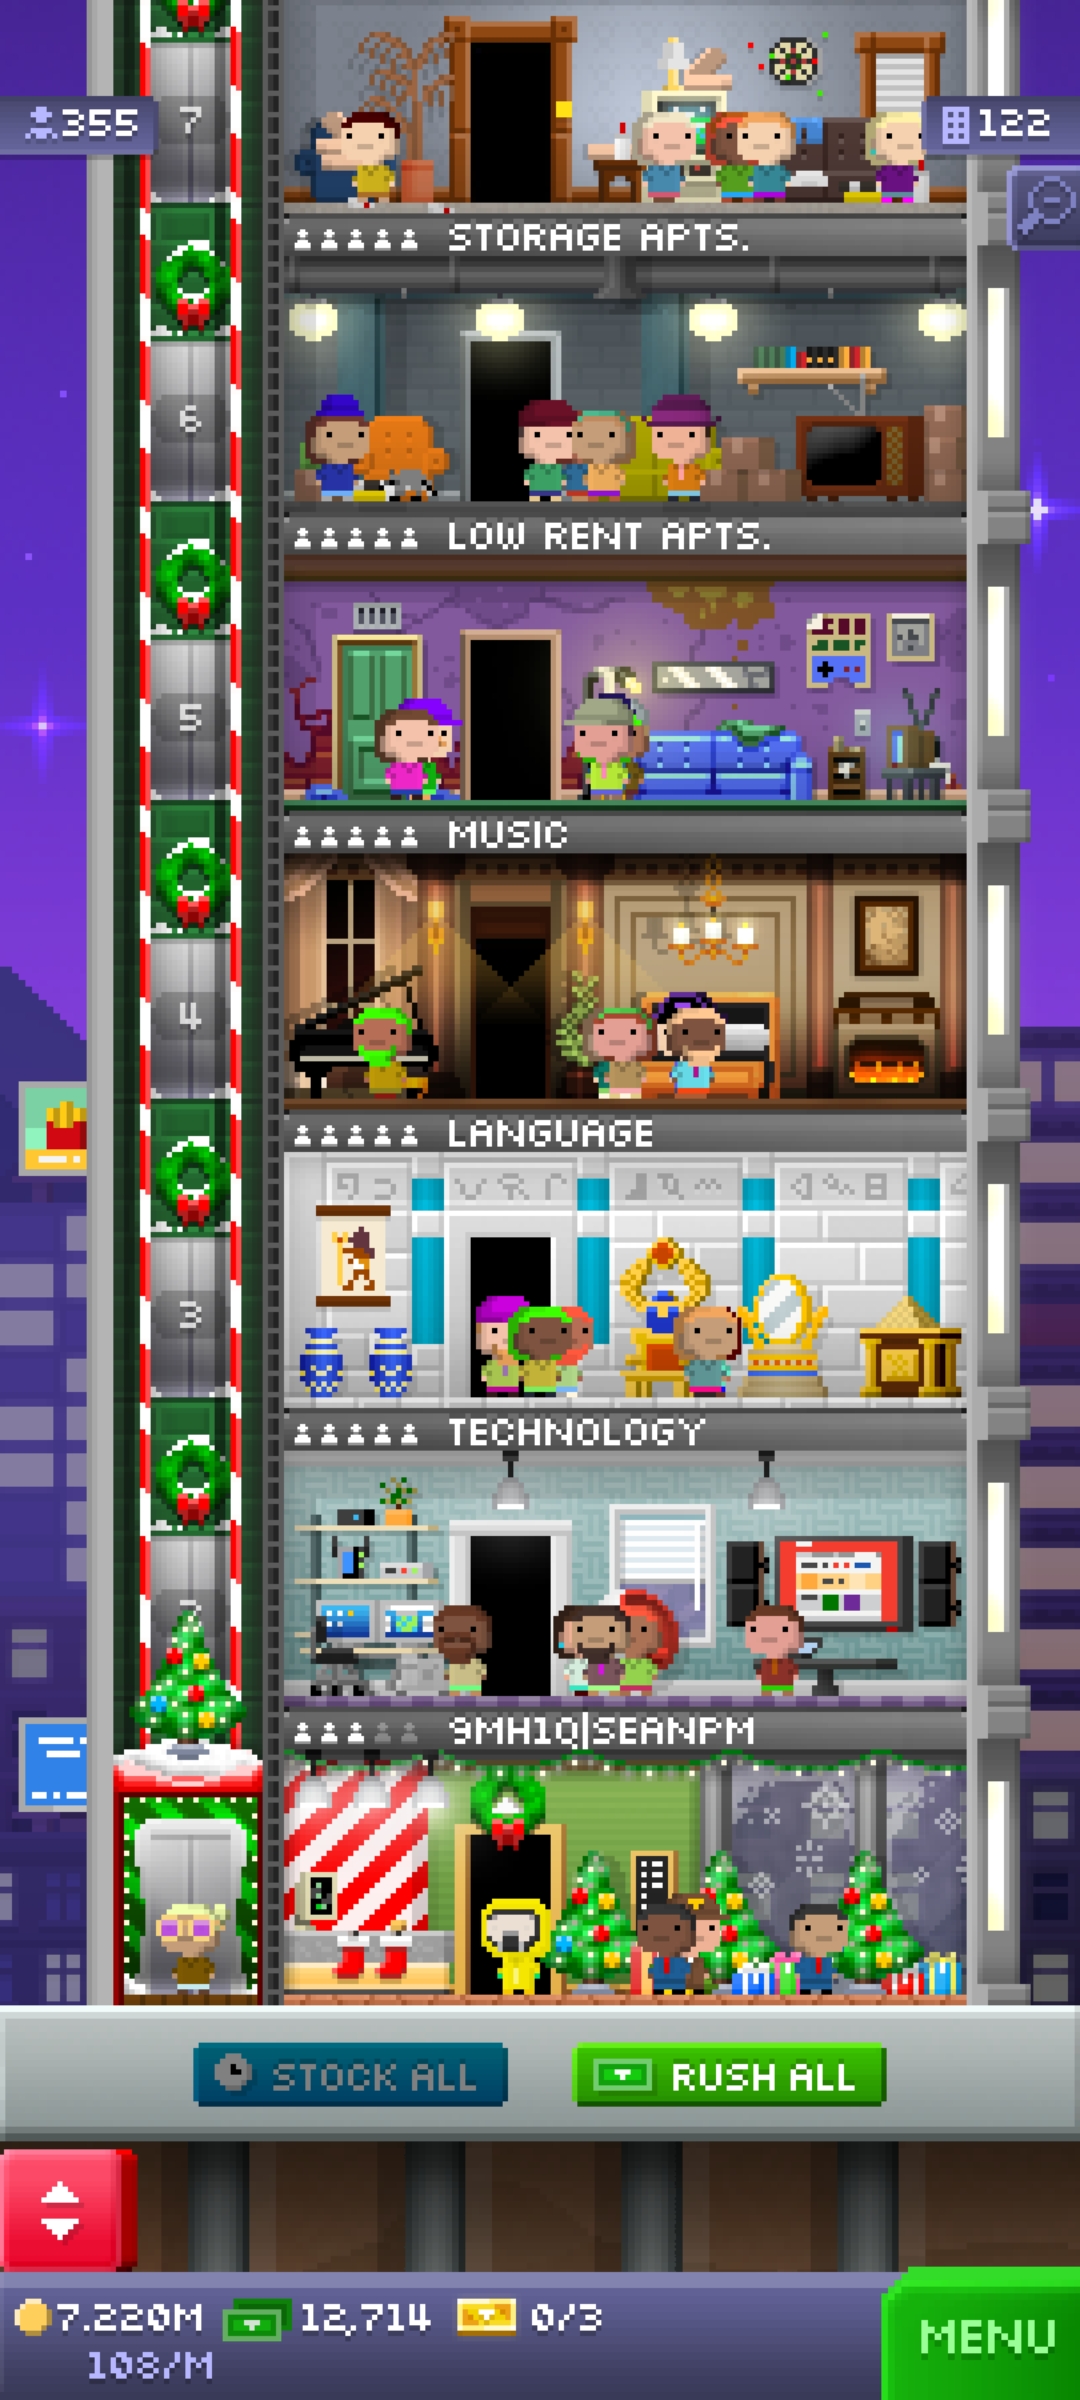 7
355
122
STORAGE APTS.
6
LOW RENT APTS.
5
MUSIC
4
LANGUAGE
3
TECHNOLOGY
9MH1Q|SEANPM
STOCK ALL
RUSH ALL
7.220M
12,714
0/3
108/M
MENU